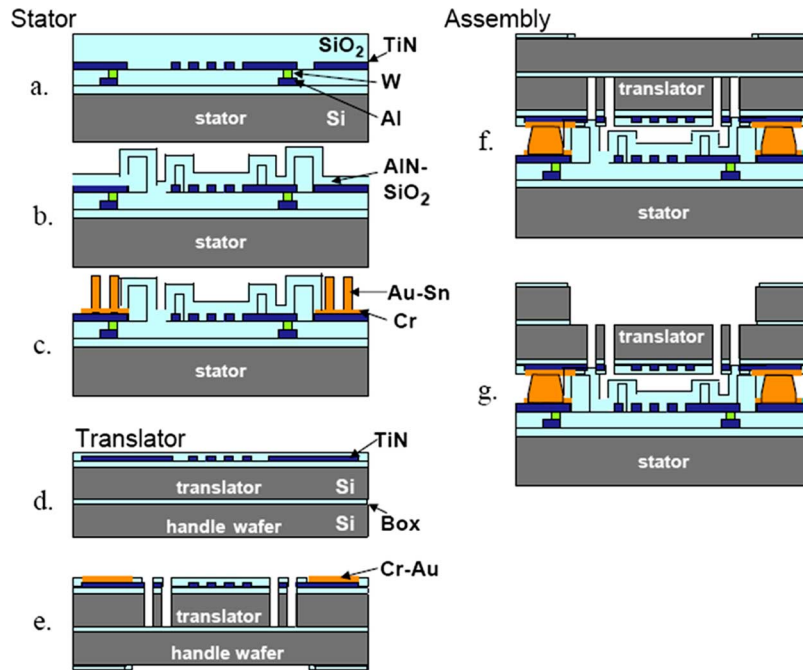 Stator
SiO2
TiN
W
Al
a.
stator
Si
AlN-
SiO2
b.
stator
Au-Sn
Cr
c.
stator
Translator
TiN
d.
translator
Si
handle wafer
Si
Box
Cr-Au
e.
translator
handle wafer
Assembly
translator
f.
stator
translator
g.
stator